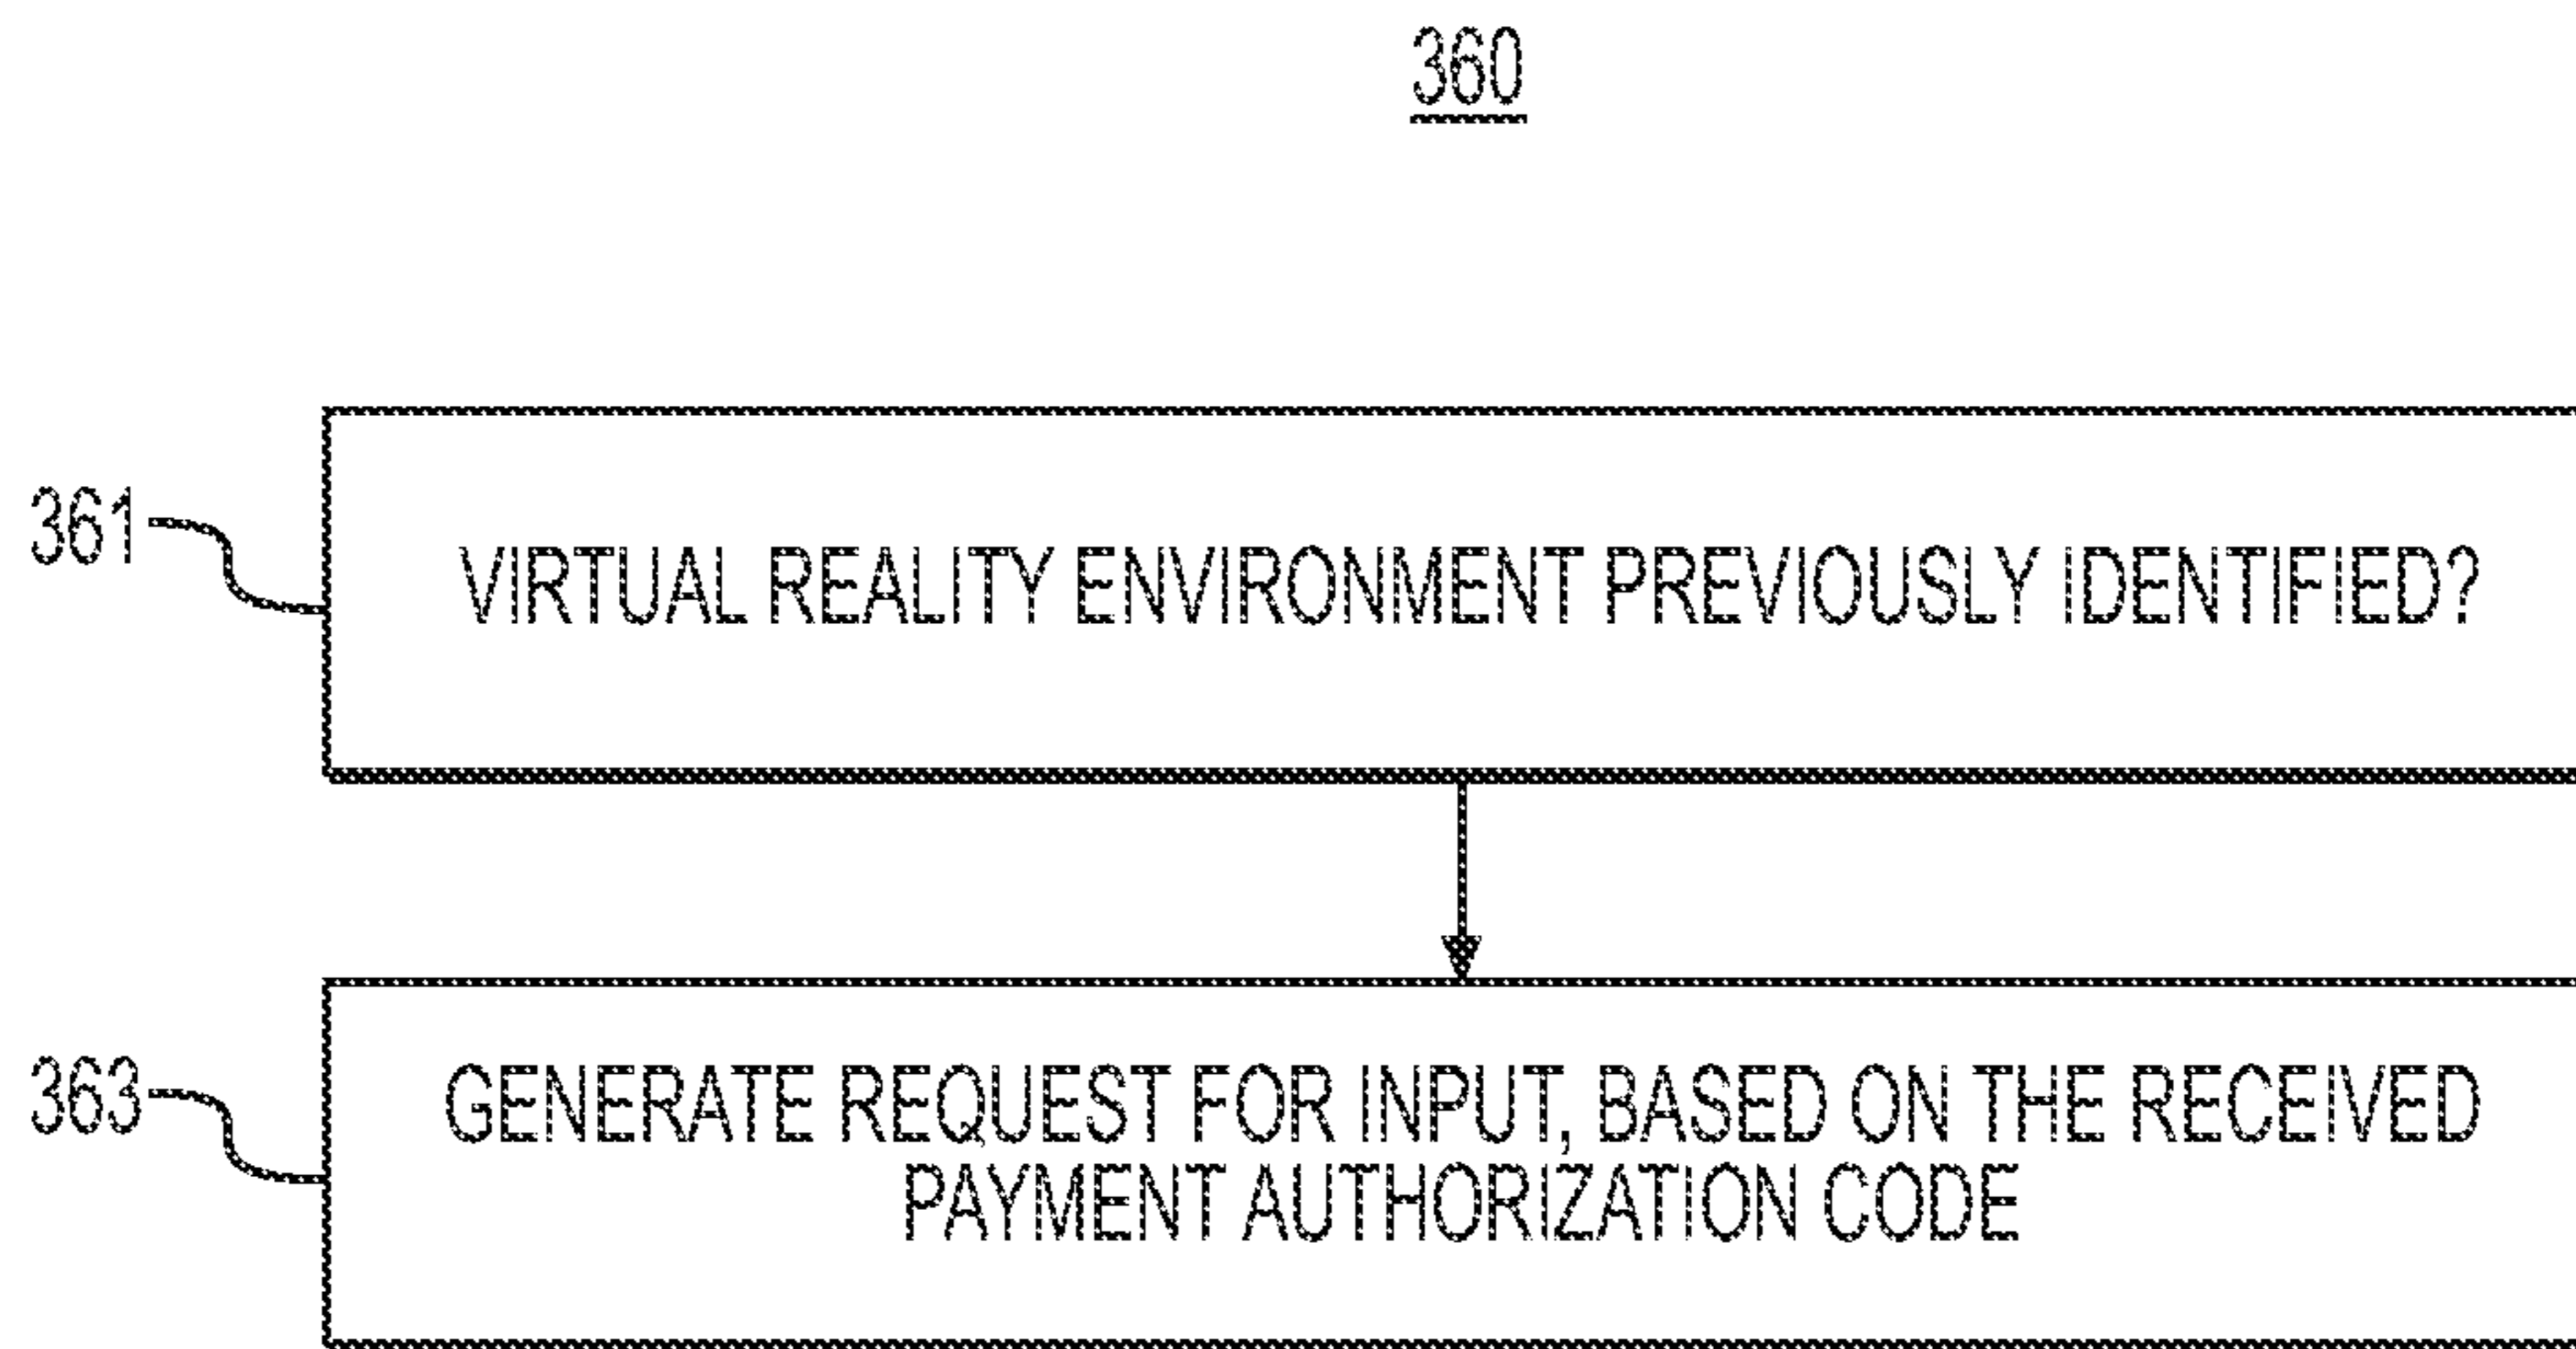 360
361
VIRTUAL REALITY ENVIRONMENT PREVIOUSLY IDENTIFIED?
363
GENERATE REQUEST FOR INPUT, BASED ON THE RECEIVED
PAYMENT AUTHORIZATION CODE